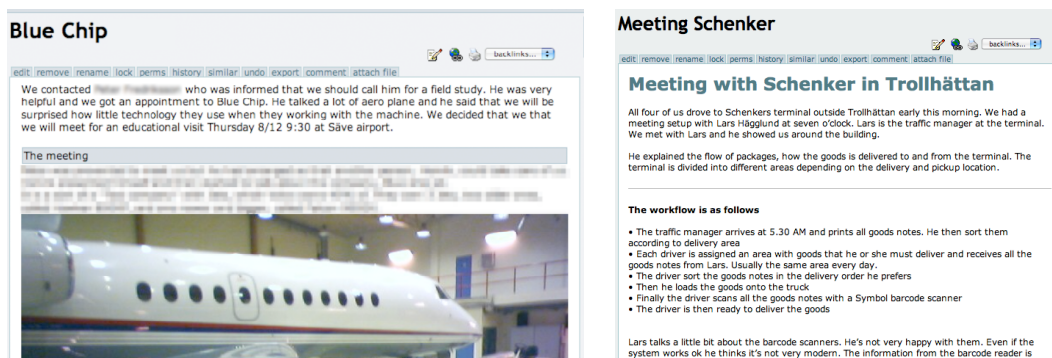 Blue Chip
backlinks...
edit remove rename lock perms history similar undo export comment attach file
We contacted who was informed that we should call him for a field study. He was very
helpful and we got an appointment to Blue Chip. He talked a lot of aero plane and he said that we will be
surprised how little technology they use when they working with the machine. We decided that we that
we will meet for an educational visit Thursday 8/12 9:30 at Säve airport.
The meeting
Meeting Schenker
backlinks...
edit remove rename lock perms history similar undo export comment attach file
Meeting with Schenker in Trollhättan
All four of us drove to Schenkers terminal outside Trollhättan early this morning. We had a
meeting setup with Lars Hägglund at seven o'clock. Lars is the traffic manager at the terminal.
We met with Lars and he showed us around the building.
He explained the flow of packages, how the goods is delivered to and from the terminal. The
terminal is divided into different areas depending on the delivery and pickup location.
The workflow is as follows
• The traffic manager arrives at 5.30 AM and prints all goods notes. He then sort them
according to delivery area
• Each driver is assigned an area with goods that he or she must deliver and receives all the
goods notes from Lars. Usually the same area every day.
• The driver sort the goods notes in the delivery order he prefers
• Then he loads the goods onto the truck
• Finally the driver scans all the goods notes with a Symbol barcode scanner
• The driver is then ready to deliver the goods
Lars talks a little bit about the barcode scanners. He's not very happy with them. Even if the
system works ok he thinks it's not very modern. The information from the barcode reader is